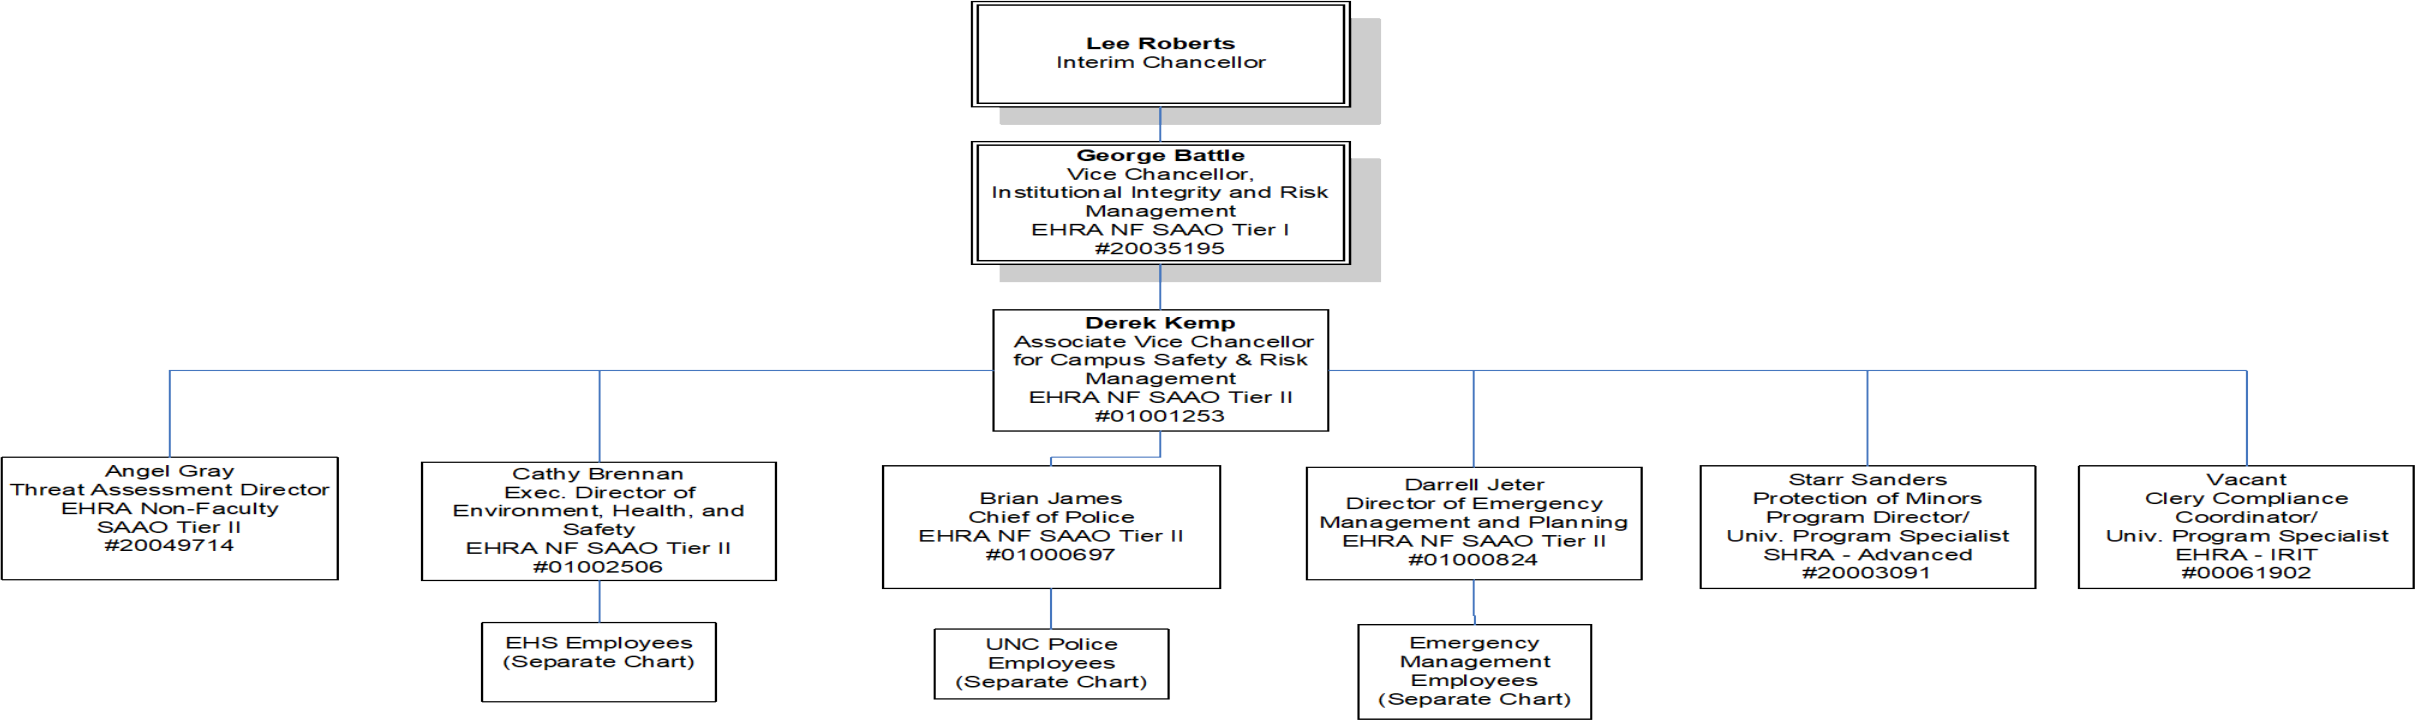 Lee Roberts
Interim Chancellor
George Battle
Vice Chancellor,
Institutional Integrity and Risk
Management
EHRA NF SAAO Tier I
#20035195
Derek Kemp
Associate Vice Chancellor
for Campus Safety & Risk
Management
EHRA NF SAAO Tier II
#01001253
Angel Gray
Threat Assessment Director
EHRA Non-Faculty
SAAO Tier II
#20049714
Cathy Brennan
Exec. Director of
Environment, Health, and
Safety
EHRA NF SAAO Tier II
#01002506
Brian James
Chief of Police
EHRA NF SAAO Tier II
#01000697
Darrell Jeter
Director of Emergency
Management and Planning
EHRA NF SAAO Tier II
#01000824
Starr Sanders
Protection of Minors
Program Director/
Univ. Program Specialist
SHRA - Advanced
#20003091
Vacant
Clery Compliance
Coordinator/
Univ. Program Specialist
EHRA - IRIT
#00061902
EHS Employees
(Separate Chart)
UNC Police
Employees
(Separate Chart)
Emergency
Management
Employees
(Separate Chart)